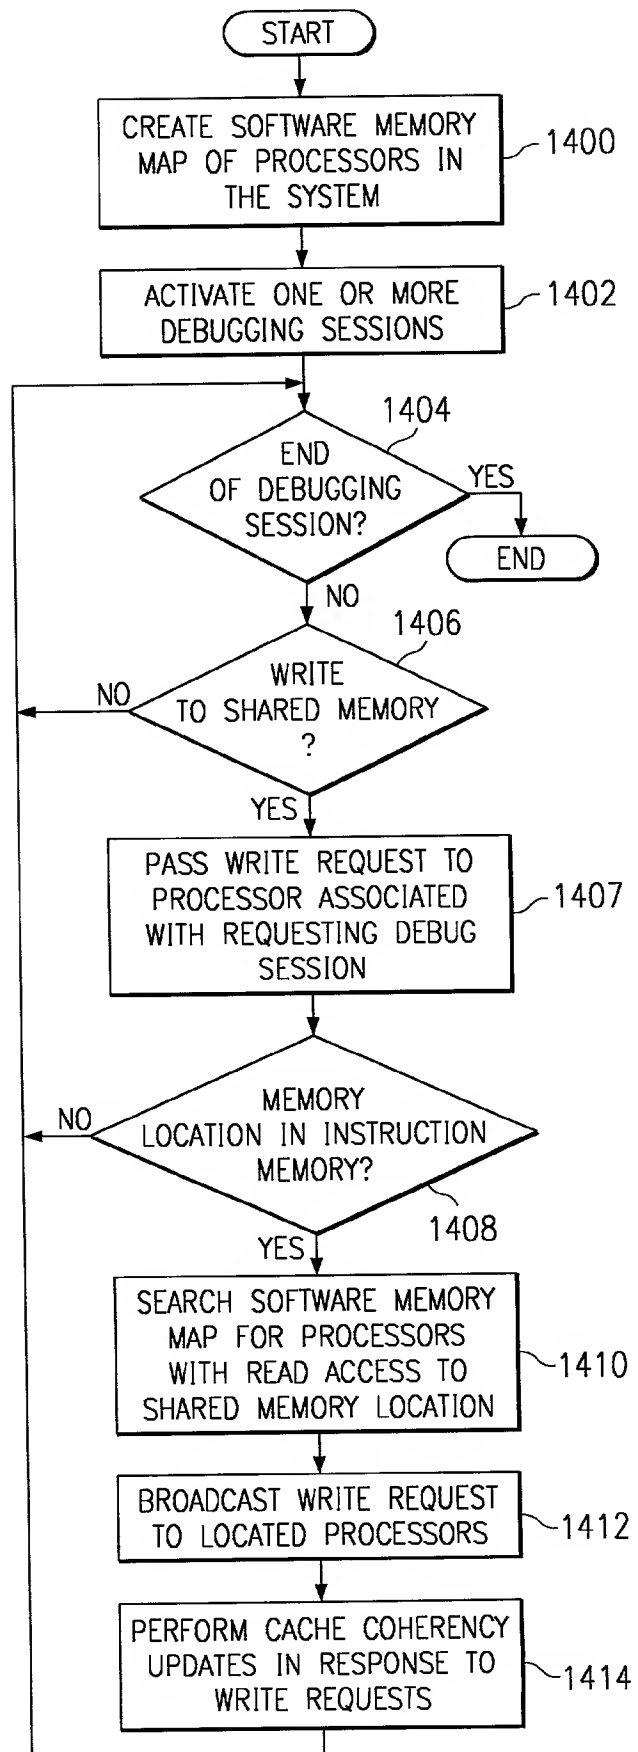 START
CREATE SOFTWARE MEMORY
MAP OF PROCESSORS IN
THE SYSTEM
1400
ACTIVATE ONE OR MORE
DEBUGGING SESSIONS
1402
1404
END
OF DEBUGGING
SESSION?
YES
END
NO
1406
WRITE
TO SHARED MEMORY
?
NO
YES
PASS WRITE REQUEST TO
PROCESSOR ASSOCIATED
WITH REQUESTING DEBUG
SESSION
1407
MEMORY
LOCATION IN INSTRUCTION
MEMORY?
NO
1408
YES
SEARCH SOFTWARE MEMORY
MAP FOR PROCESSORS
WITH READ ACCESS TO
SHARED MEMORY LOCATION
1410
BROADCAST WRITE REQUEST
TO LOCATED PROCESSORS
1412
PERFORM CACHE COHERENCY
UPDATES IN RESPONSE TO
WRITE REQUESTS
1414